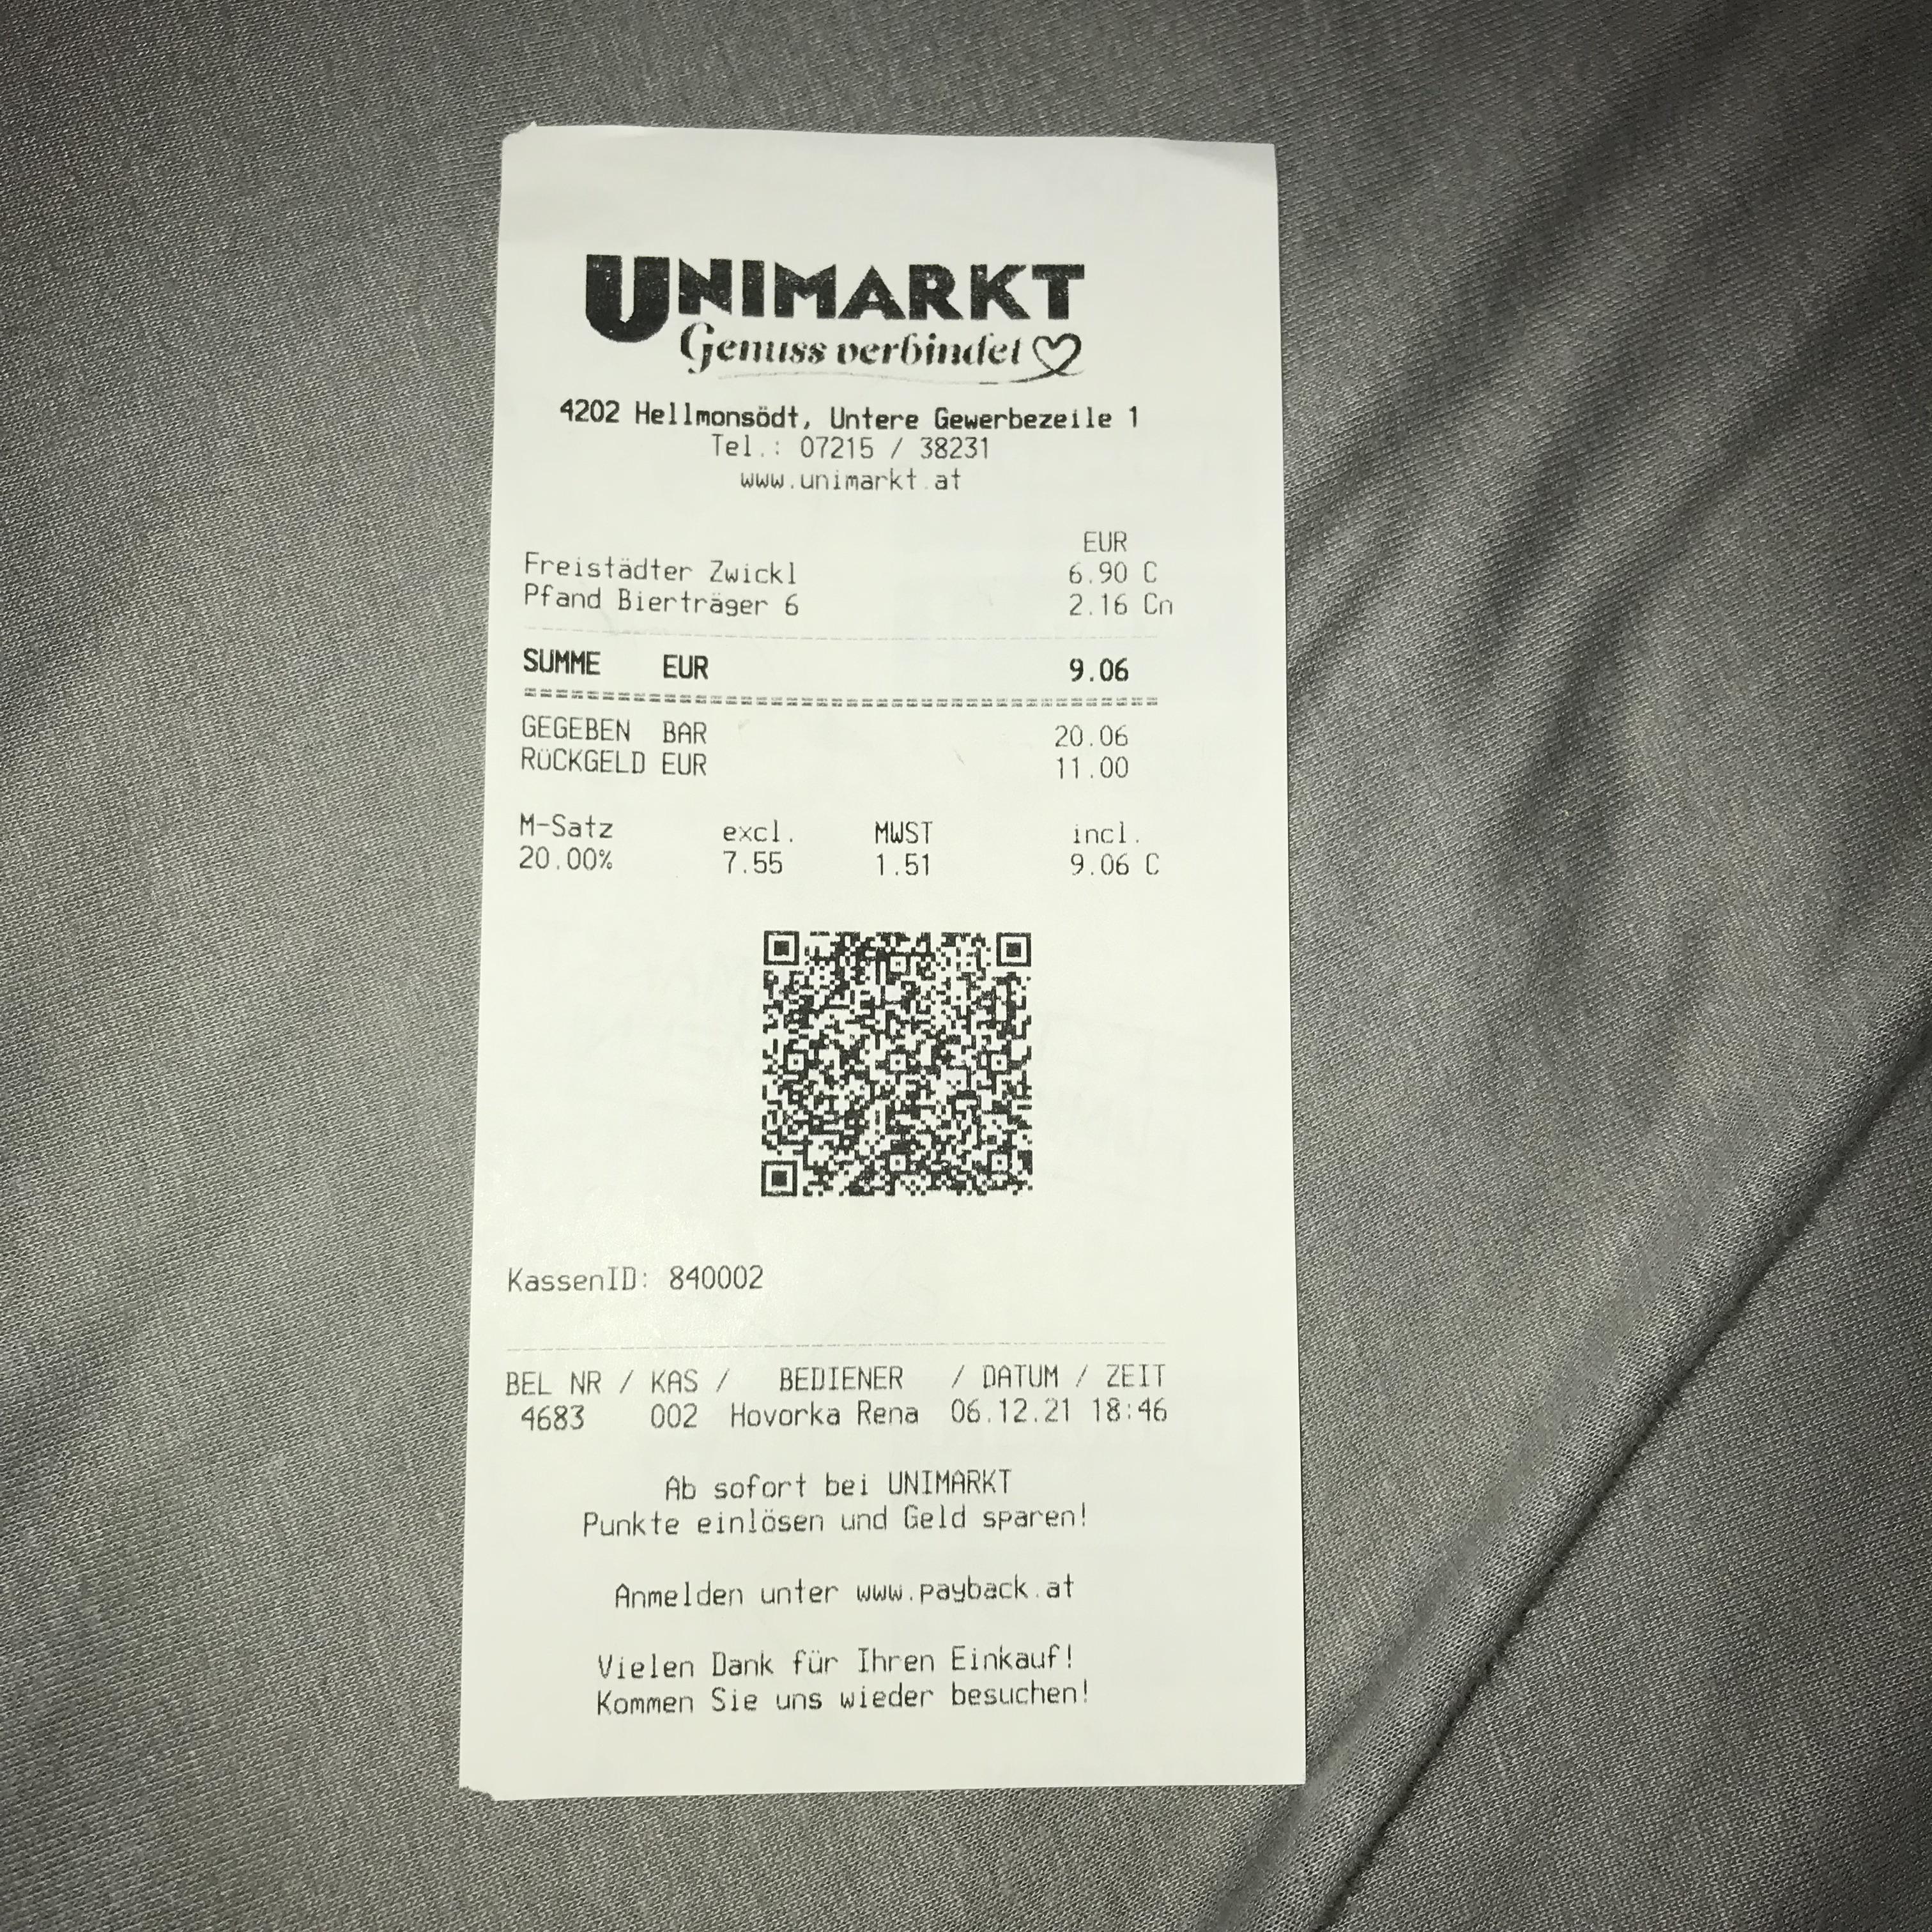 UNIMARKT
Genuss verbindet
4202 Hellmonsödt, Untere Gewerbezeile 1
Tel.: 07215 / 38231
www.unimarkt.at
EUR
Freistädter Zwickl 6.90 C
Pfand Bierträger 6 2.16 Cn
SUMME EUR 9.06
GEGEBEN BAR 20.06
RÜCKGELD EUR 11.00
M-Satz excl. MWST incl.
20.00% 7.55 1.51 9.06 C
KassenID: 840002
BEL NR / KAS / BEDIENER / DATUM / ZEIT
4683 002 Hovorka Rena 06.12.21 18:46
Ab sofort bei UNIMARKT
Punkte einlösen und Geld sparen!
Anmelden unter www.payback.at
Vielen Dank für Ihren Einkauf!
Kommen Sie uns wieder besuchen!